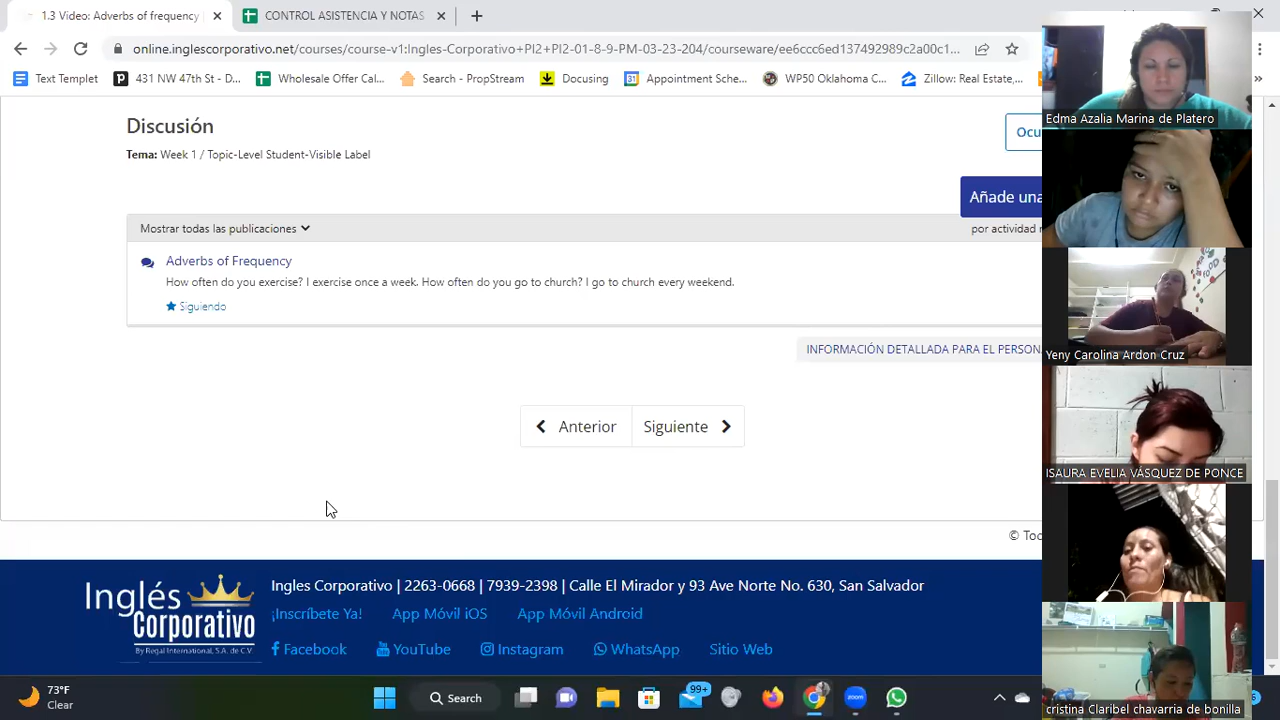 1.3 Video: Adverbs of frequency
CONTROL ASISTENCIA Y NOTAS
online.inglescorporativo.net/courses/course-v1:Ingles-Corporativo+PI2+PI2-01-8-9-PM-03-23-204/courseware/ee6ccc6ed137492989c2a00c1...
Text Templet
431 NW 47th St - D...
Wholesale Offer Cal...
Search - PropStream
Docusing
Appointment Sche...
WP50 Oklahoma C...
Zillow: Real Estate,...
Discusión
Tema: Week 1 / Topic-Level Student-Visible Label
Añade una
Mostrar todas las publicaciones
por actividad
Adverbs of Frequency
How often do you exercise? I exercise once a week. How often do you go to church? I go to church every weekend.
Siguiendo
INFORMACIÓN DETALLADA PARA EL PERSON
Anterior
Siguiente
Inglés Corporativo
By Regal International, S.A. de C.V.
Ingles Corporativo | 2263-0668 | 7939-2398 | Calle El Mirador y 93 Ave Norte No. 630, San Salvador
¡Inscríbete Ya!
App Móvil iOS
App Móvil Android
Facebook
YouTube
Instagram
WhatsApp
Sitio Web
73°F
Clear
Search
99+
zoom
Edma Azalia Marina de Platero
Yeny Carolina Ardon Cruz
ISAURA EVELIA VÁSQUEZ DE PONCE
cristina Claribel chavarria de bonilla